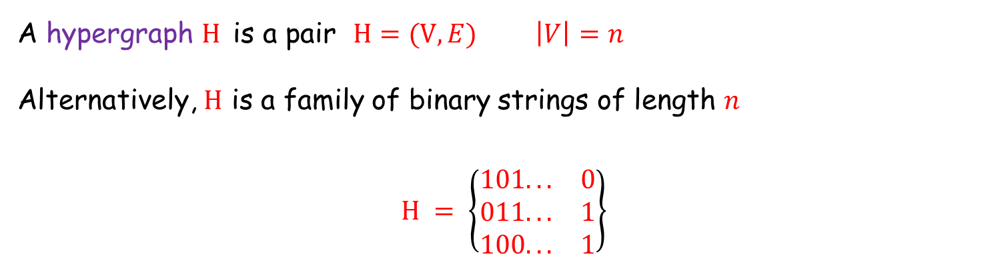 A hypergraph H is a pair H = (V, E) |V| = n
Alternatively, H is a family of binary strings of length n
101... 0
H = { 011... 1 }
100... 1